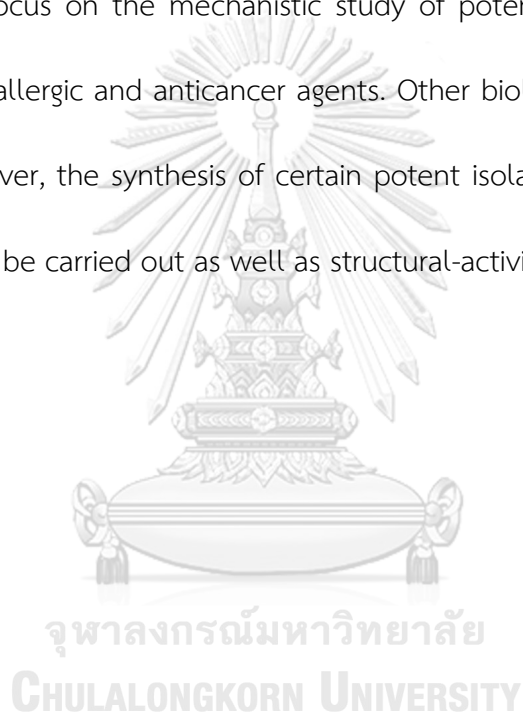 ocus on the mechanistic study of poten
allergic and anticancer agents. Other biol
ver, the synthesis of certain potent isola
be carried out as well as structural-activi
จุฬาลงกรณ์มหาวิทยาลัย
CHULALONGKORN UNIVERSITY